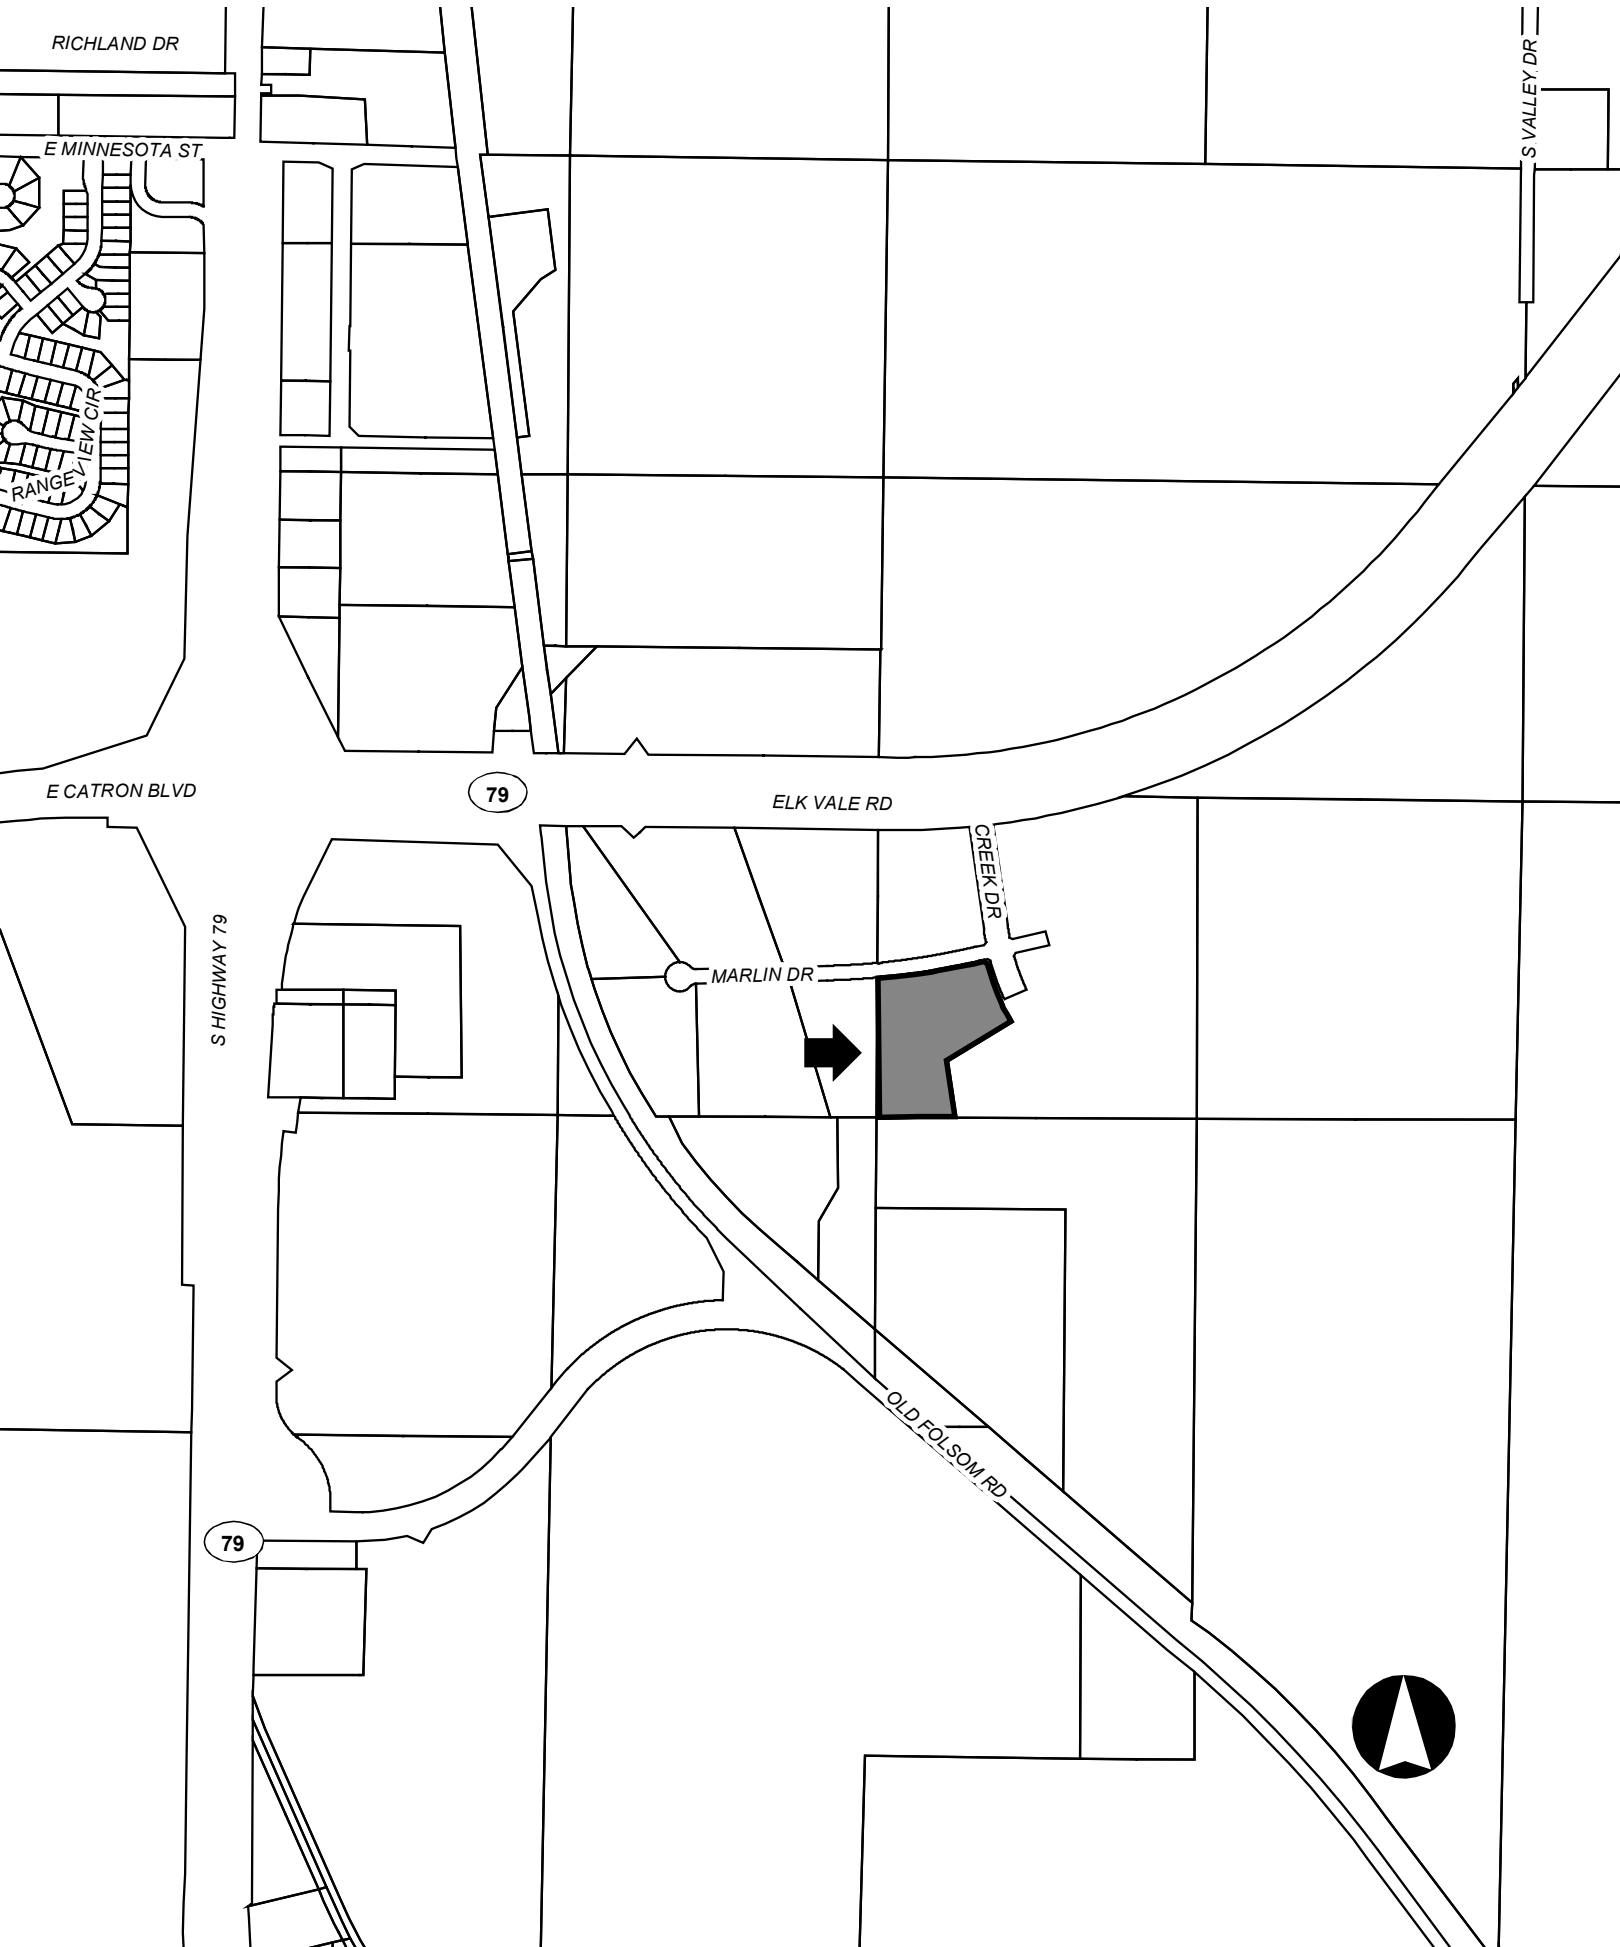 RICHLAND DR
S VALLEY DR
E MINNESOTA ST
RANGE VIEW CIR
E CATRON BLVD
79
ELK VALE RD
CREEK DR
S HIGHWAY 79
MARLIN DR
OLD FOLSOM RD
79